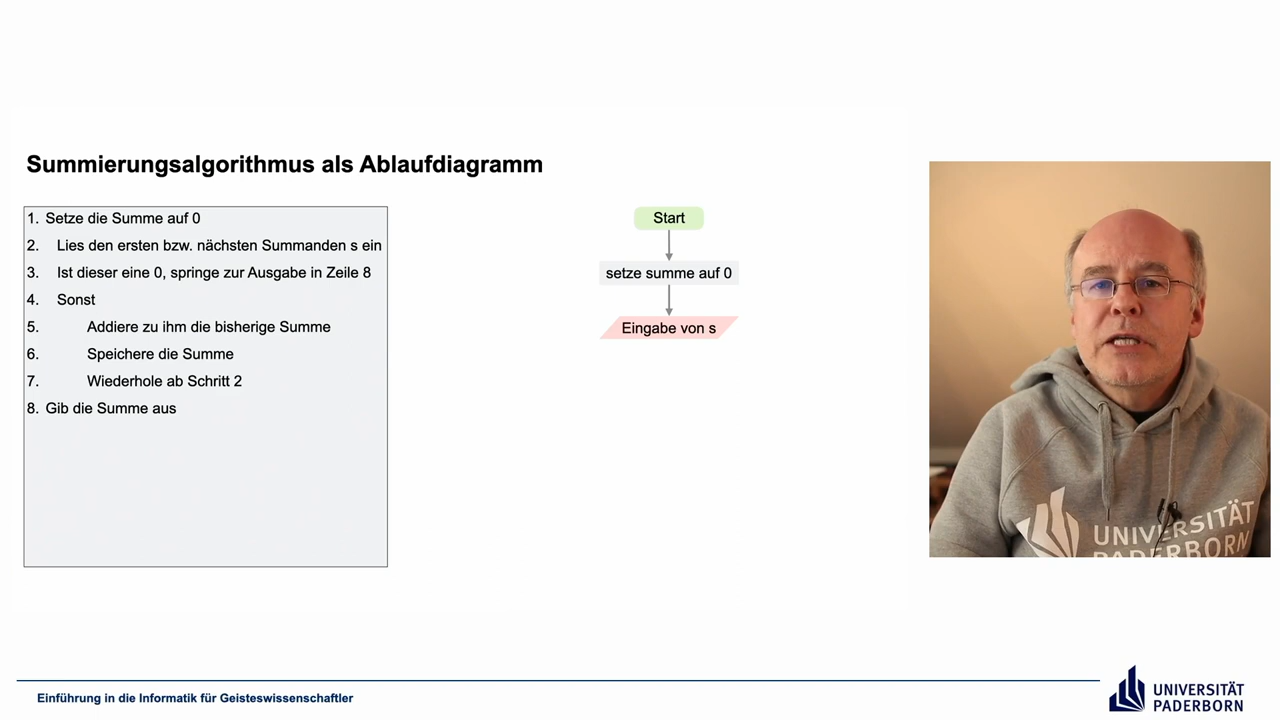 Summierungsalgorithmus als Ablaufdiagramm
1. Setze die Summe auf 0
2. Lies den ersten bzw. nächsten Summanden s ein
3. Ist dieser eine 0, springe zur Ausgabe in Zeile 8
4. Sonst
5. Addiere zu ihm die bisherige Summe
6. Speichere die Summe
7. Wiederhole ab Schritt 2
8. Gib die Summe aus
Start
setze summe auf 0
Eingabe von s
UNIVERSITÄT
PADERBORN
Einführung in die Informatik für Geisteswissenschaftler
UNIVERSITÄT
PADERBORN